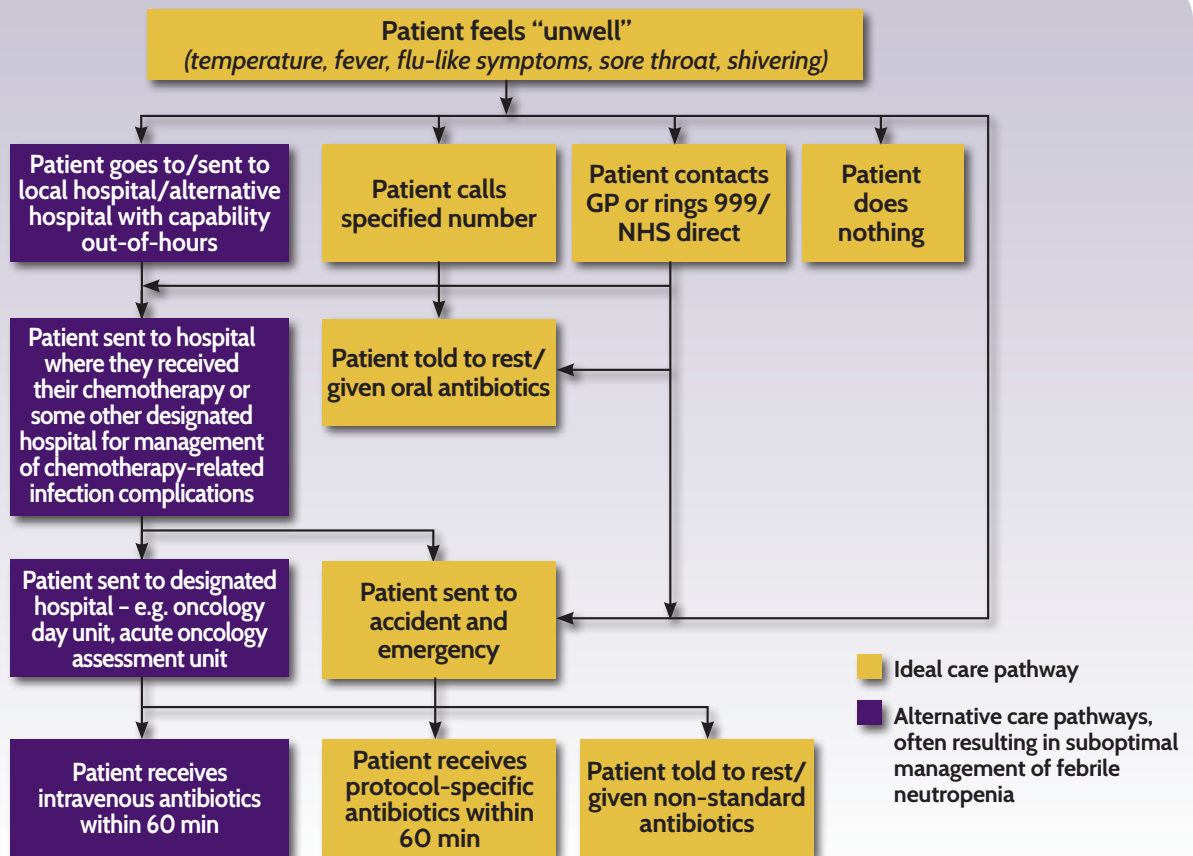 Patient feels “unwell”
(temperature, fever, flu-like symptoms, sore throat, shivering)
Patient goes to/sent to
local hospital/alternative
hospital with capability
out-of-hours
Patient calls
specified number
Patient contacts
GP or rings 999/
NHS direct
Patient
does
nothing
Patient sent to hospital
where they received
their chemotherapy or
some other designated
hospital for management
of chemotherapy-related
infection complications
Patient told to rest/
given oral antibiotics
Patient sent to designated
hospital – e.g. oncology
day unit, acute oncology
assessment unit
Patient sent to
accident and
emergency
Ideal care pathway
Alternative care pathways,
often resulting in suboptimal
management of febrile
neutropenia
Patient receives
intravenous antibiotics
within 60 min
Patient receives
protocol-specific
antibiotics within
60 min
Patient told to rest/
given non-standard
antibiotics